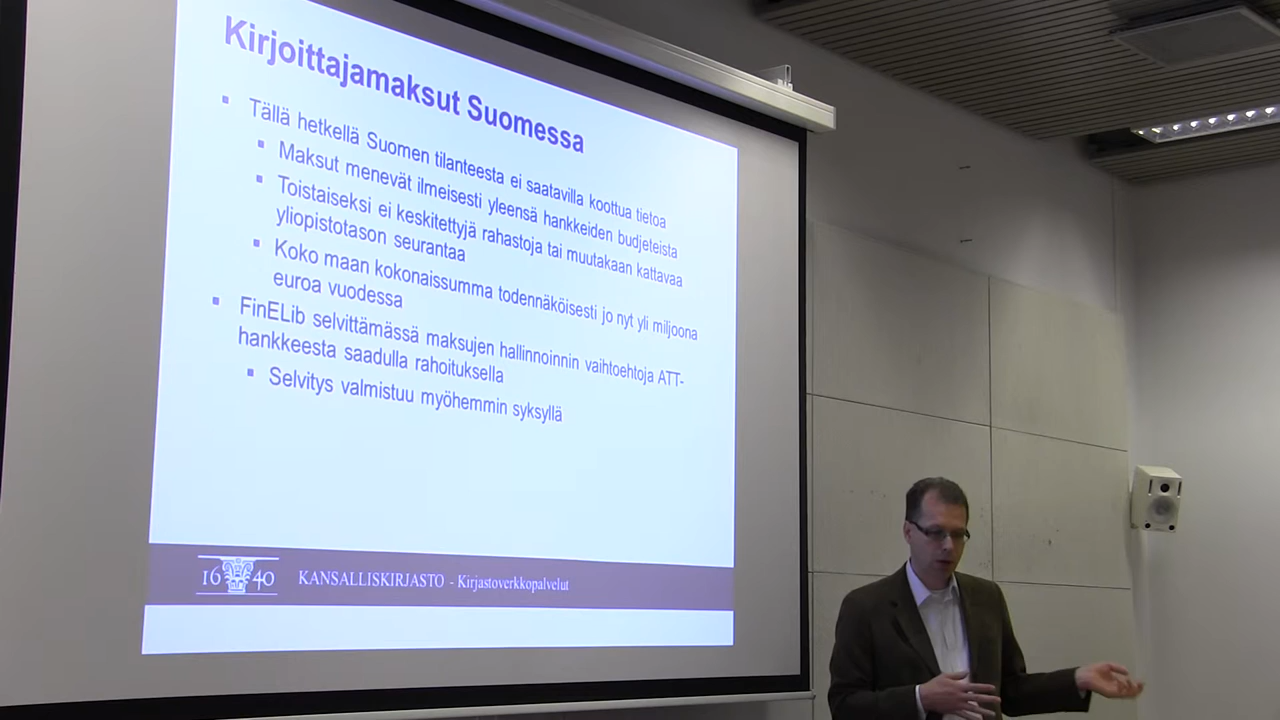 Kirjoittajamaksut Suomessa
▪ Tällä hetkellä Suomen tilanteesta ei saatavilla koottua tietoa
▪ Maksut menevät ilmeisesti yleensä hankkeiden budjeteista
▪ Toistaiseksi ei keskitettyjä rahastoja tai muutakaan kattavaa
yliopistotason seurantaa
▪ Koko maan kokonaissumma todennäköisesti jo nyt yli miljoona
euroa vuodessa
▪ FinELib selvittämässä maksujen hallinnoinnin vaihtoehtoja ATT-
hankkeesta saadulla rahoituksella
▪ Selvitys valmistuu myöhemmin syksyllä
1640 KANSALLISKIRJASTO - Kirjastoverkkopalvelut